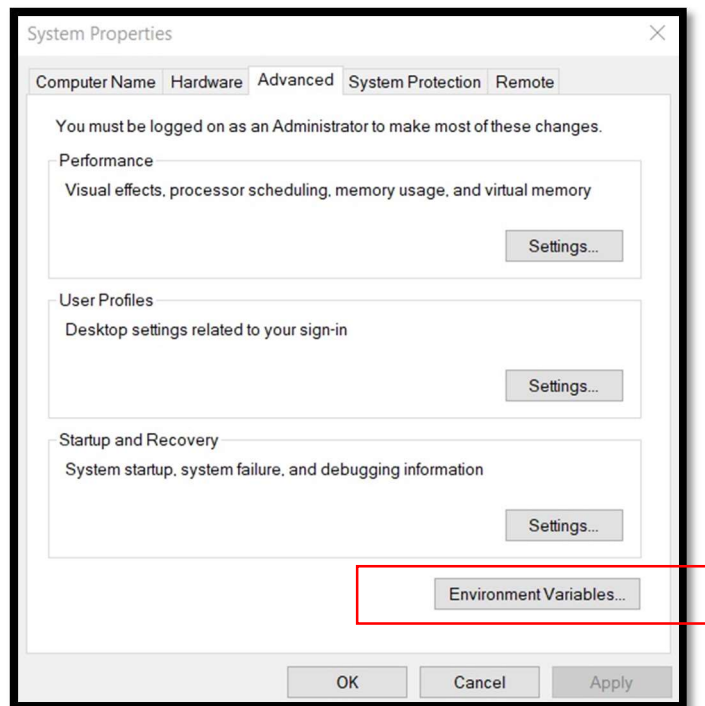 System Properties
Computer Name Hardware Advanced System Protection Remote
You must be logged on as an Administrator to make most of these changes.
Performance
Visual effects, processor scheduling, memory usage, and virtual memory
Settings...
User Profiles
Desktop settings related to your sign-in
Settings...
Startup and Recovery
System startup, system failure, and debugging information
Settings...
Environment Variables...
OK Cancel Apply